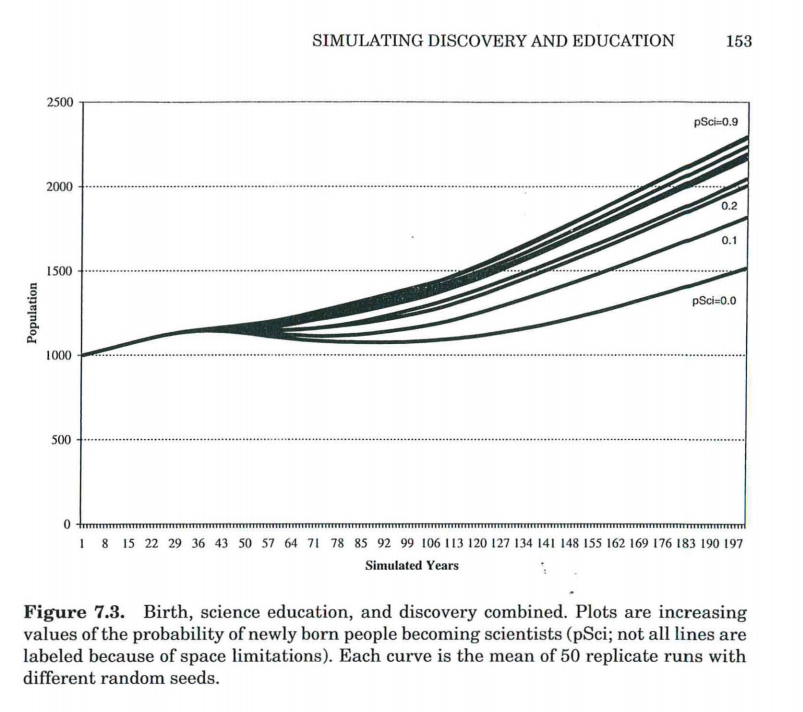 SIMULATING DISCOVERY AND EDUCATION 153
2500
pSci=0.9
2000
0.2
0.1
1500
pSci=0.0
Population
1000
500
0
1 8 15 22 29 36 43 50 57 64 71 78 85 92 99 106 113 120 127 134 141 148 155 162 169 176 183 190 197
Simulated Years
Figure 7.3. Birth, science education, and discovery combined. Plots are increasing
values of the probability of newly born people becoming scientists (pSci; not all lines are
labeled because of space limitations). Each curve is the mean of 50 replicate runs with
different random seeds.